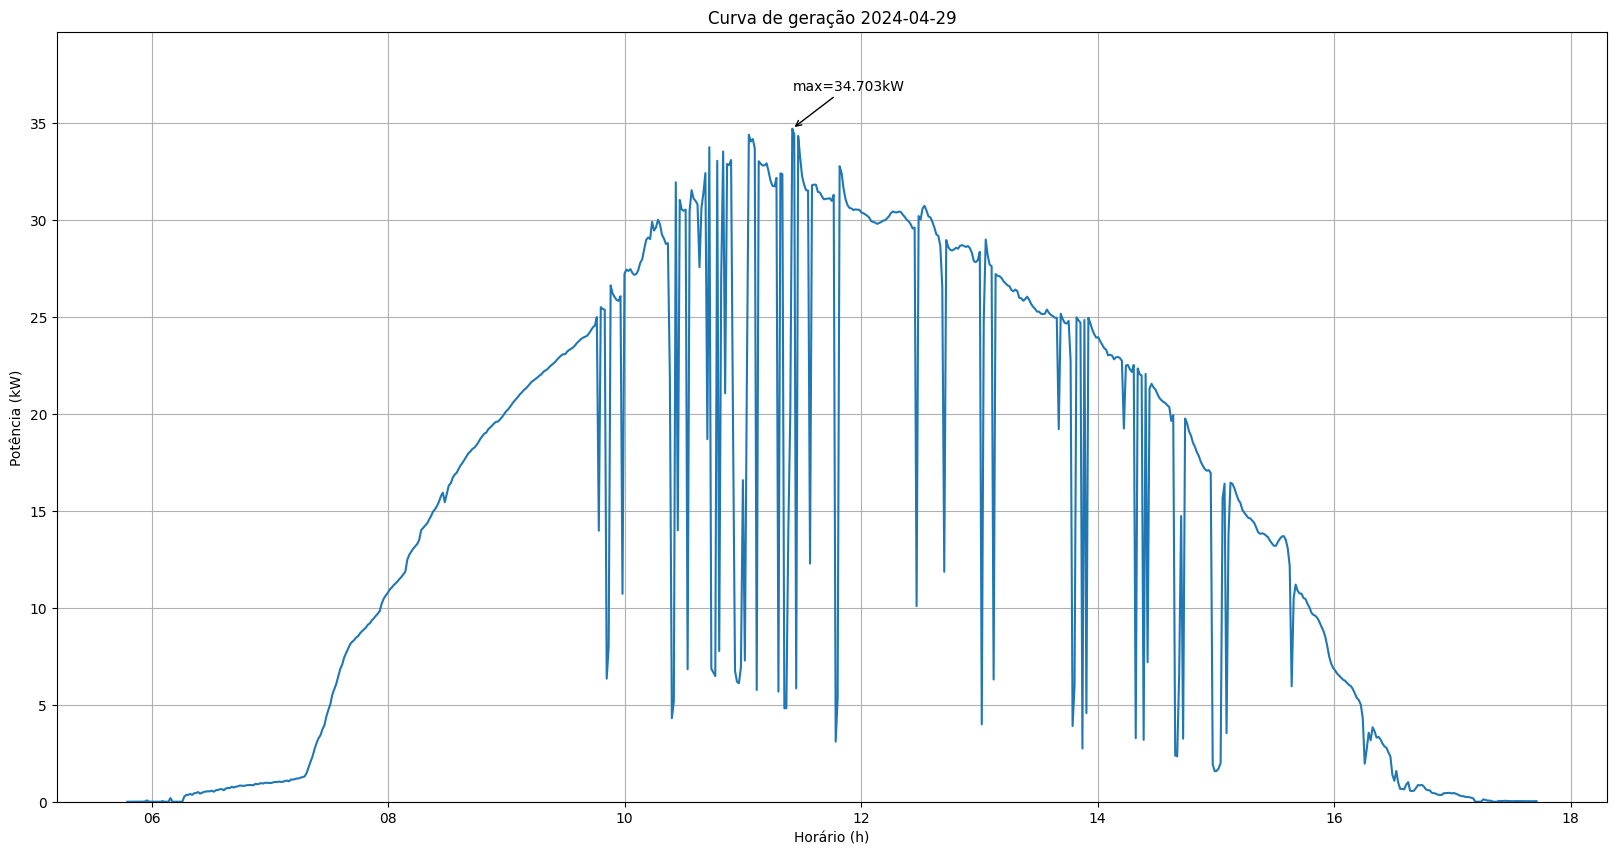 Curva de geração 2024-04-29
max=34.703kW
Potência (kW)
35
30
25
20
15
10
5
0
06 08 10 12 14 16 18
Horário (h)